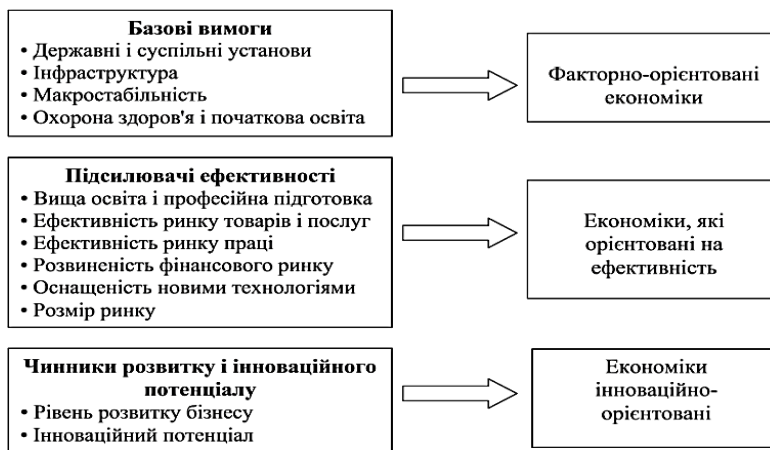 Базові вимоги
• Державні і суспільні установи
• Інфраструктура
• Макростабільність
• Охорона здоров'я і початкова освіта
Факторно-орієнтовані
економіки
Підсилювачі ефективності
• Вища освіта і професійна підготовка
• Ефективність ринку товарів і послуг
• Ефективність ринку праці
• Розвиненість фінансового ринку
• Оснащеність новими технологіями
• Розмір ринку
Економіки, які
орієнтовані на
ефективність
Чинники розвитку і інноваційного
потенціалу
• Рівень розвитку бізнесу
• Інноваційний потенціал
Економіки
інноваційно-
орієнтовані